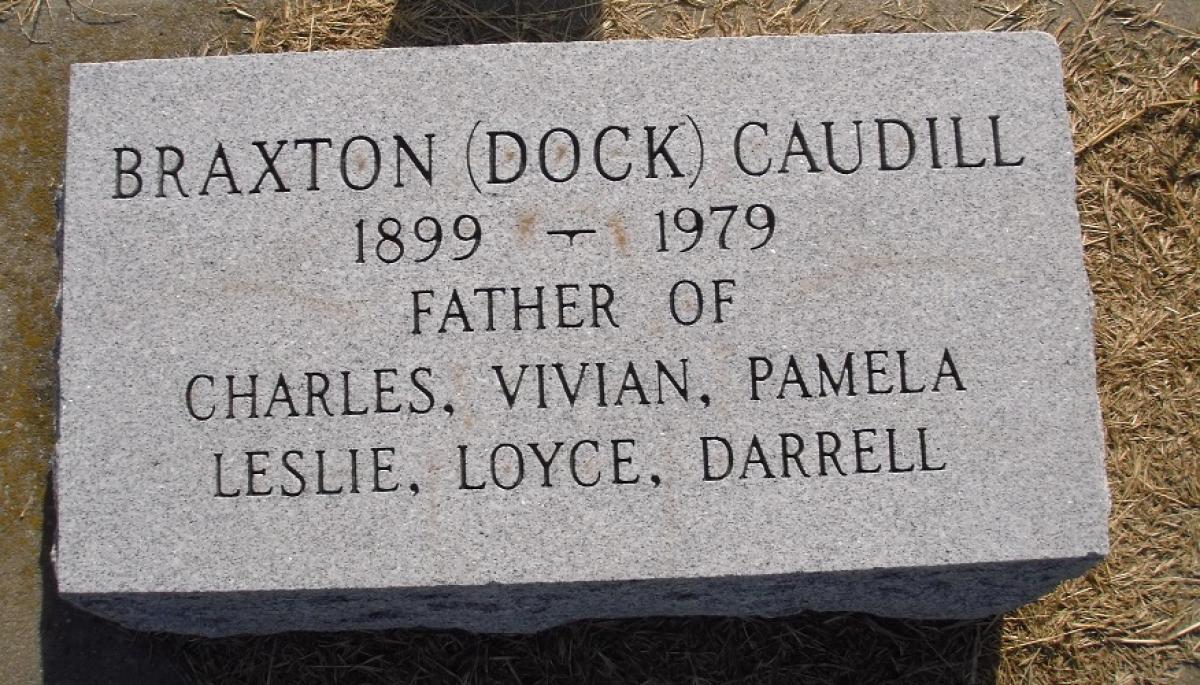 BRAXTON (DOCK) CAUDILL
1899 - 1979
FATHER OF
CHARLES, VIVIAN, PAMELA
LESLIE, LOYCE, DARRELL